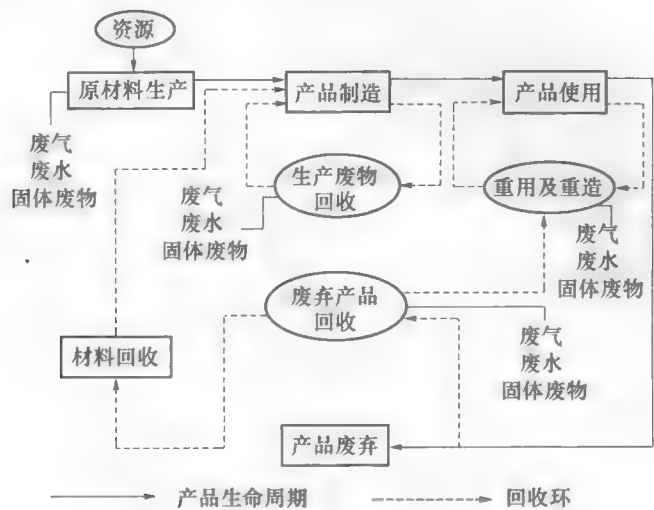 资源
原材料生产
产品制造
产品使用
废气
废水
固体废物
生产废物
回收
重用及重造
废气
废水
固体废物
废气
废水
固体废物
废弃产品
回收
材料回收
废气
废水
固体废物
产品废弃
产品生命周期
回收环